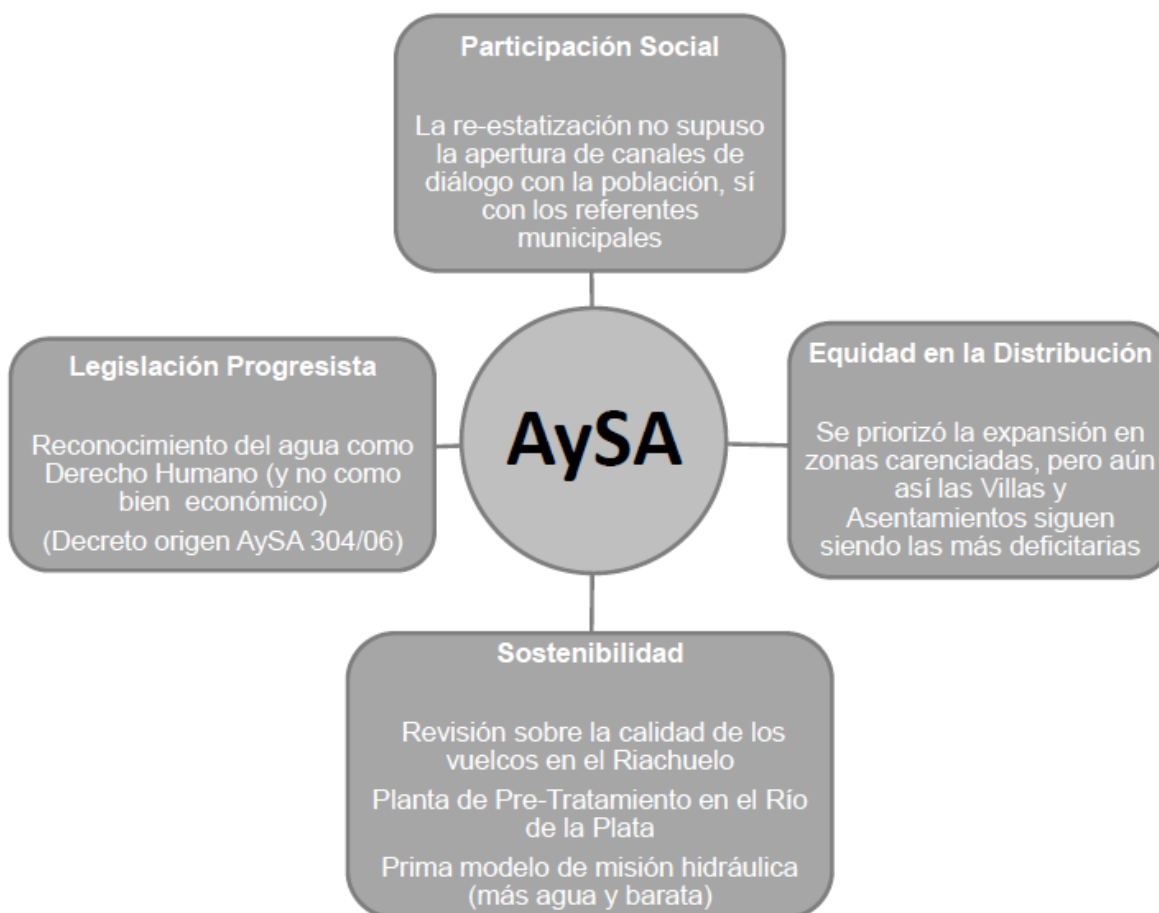 Participación Social
La re-estatización no supuso
la apertura de canales de
diálogo con la población, sí
con los referentes
municipales
Legislación Progresista
Reconocimiento del agua como
Derecho Humano (y no como
bien económico)
(Decreto origen AySA 304/06)
AySA
Equidad en la Distribución
Se priorizó la expansión en
zonas carenciadas, pero aún
así las Villas y
Asentamientos siguen
siendo las más deficitarias
Sostenibilidad
Revisión sobre la calidad de los
vuelcos en el Riachuelo
Planta de Pre-Tratamiento en el Río
de la Plata
Prima modelo de misión hidráulica
(más agua y barata)